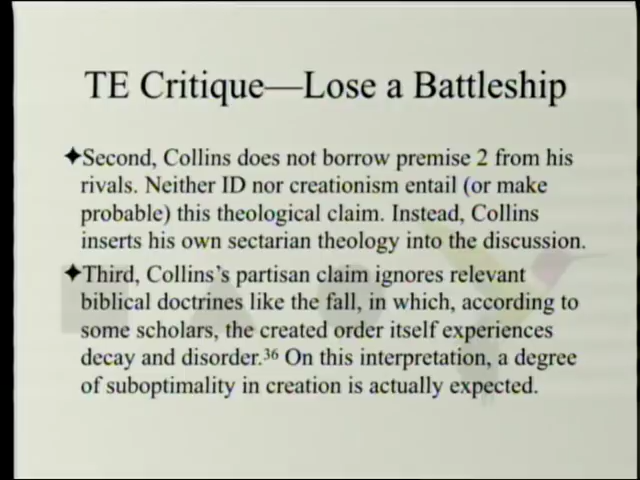 TE Critique—Lose a Battleship
✦Second, Collins does not borrow premise 2 from his
rivals. Neither ID nor creationism entail (or make
probable) this theological claim. Instead, Collins
inserts his own sectarian theology into the discussion.
✦Third, Collins's partisan claim ignores relevant
biblical doctrines like the fall, in which, according to
some scholars, the created order itself experiences
decay and disorder.³⁶ On this interpretation, a degree
of suboptimality in creation is actually expected.